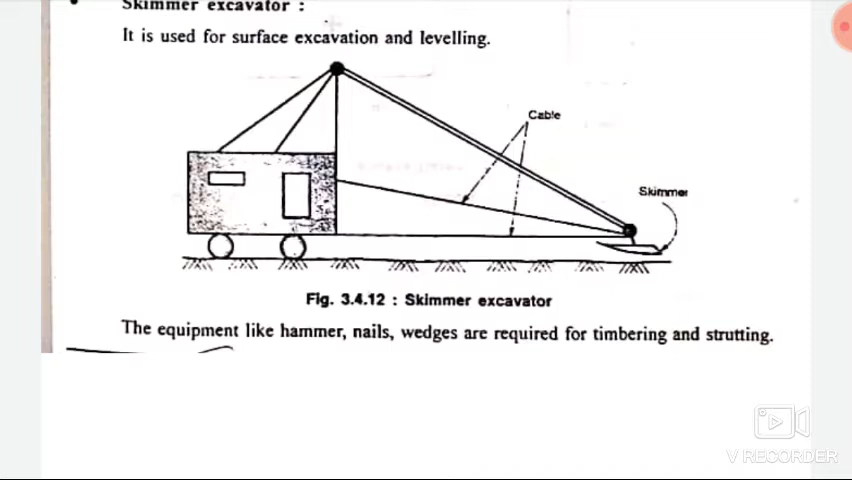 Skimmer excavator :
It is used for surface excavation and levelling.
Cable
Skimmer
Fig. 3.4.12 : Skimmer excavator
The equipment like hammer, nails, wedges are required for timbering and strutting.
V RECORDER